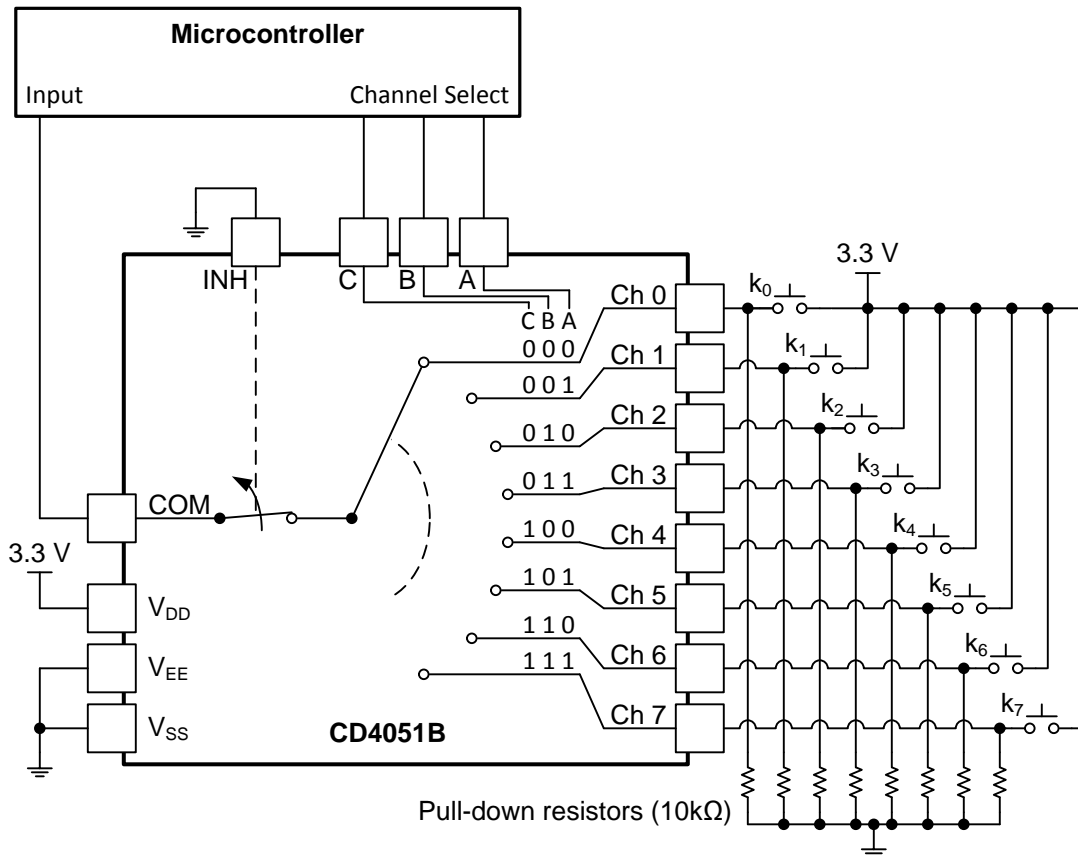 Microcontroller
Input
Channel Select
3.3 V
INH
C
B
A
C B A
Ch 0
k₀
0 0 0
Ch 1
k₁
0 0 1
Ch 2
k₂
0 1 0
Ch 3
k₃
0 1 1
COM
Ch 4
k₄
1 0 0
3.3 V
Ch 5
k₅
1 0 1
V_DD
Ch 6
k₆
1 1 0
V_EE
1 1 1
Ch 7
k₇
V_SS
CD4051B
Pull-down resistors (10kΩ)